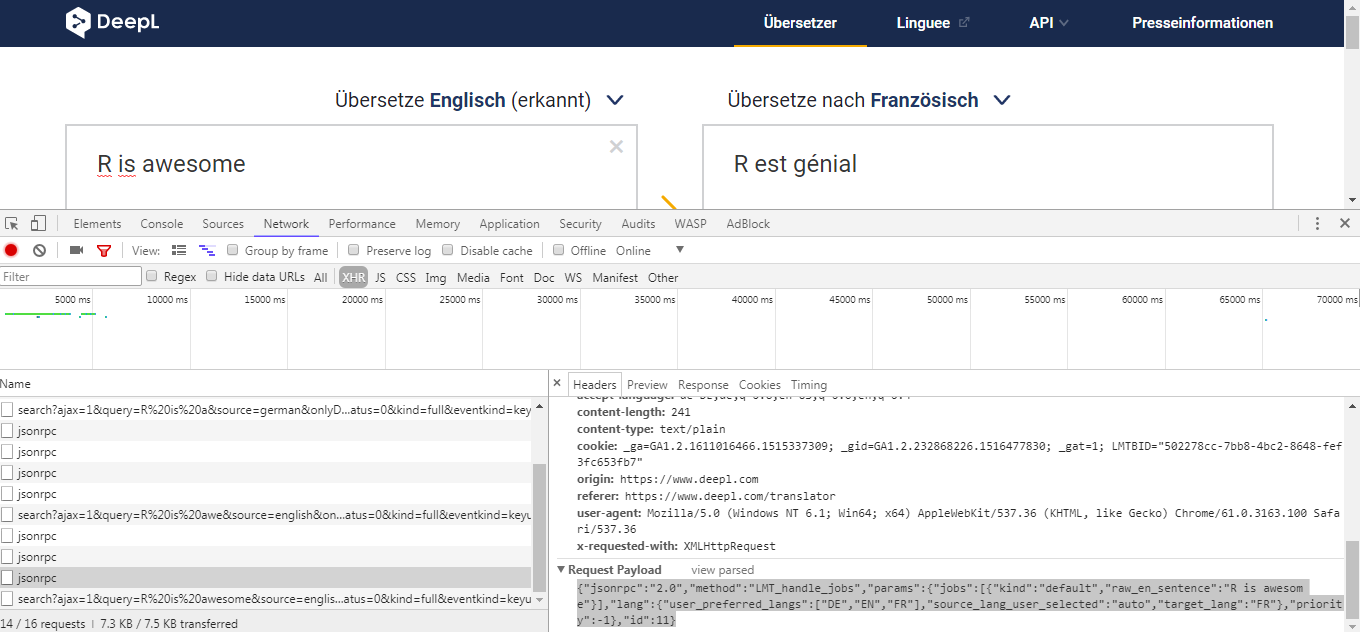 DeepL Übersetzer Linguee API Presseinformationen
Übersetze Englisch (erkannt) Übersetze nach Französisch
R is awesome R est génial
Elements Console Sources Network Performance Memory Application Security Audits WASP AdBlock
View: Group by frame Preserve log Disable cache Offline Online
Filter Regex Hide data URLs All XHR JS CSS Img Media Font Doc WS Manifest Other
5000 ms 10000 ms 15000 ms 20000 ms 25000 ms 30000 ms 35000 ms 40000 ms 45000 ms 50000 ms 55000 ms 60000 ms 65000 ms 70000 ms
Name
search?ajax=1&query=R%20is%20a&source=german&onlyD...atus=0&kind=full&eventkind=keyu
jsonrpc
jsonrpc
jsonrpc
jsonrpc
search?ajax=1&query=R%20is%20awe&source=english&on...atus=0&kind=full&eventkind=keyu
jsonrpc
jsonrpc
jsonrpc
search?ajax=1&query=R%20is%20awesome&source=englis...atus=0&kind=full&eventkind=keyu
14 / 16 requests | 7.3 KB / 7.5 KB transferred
Headers Preview Response Cookies Timing
content-length: 241
content-type: text/plain
cookie: _ga=GA1.2.1611016466.1515337309; _gid=GA1.2.232868226.1516477830; _gat=1; LMTBID="502278cc-7bb8-4bc2-8648-fef
3fc653fb7"
origin: https://www.deepl.com
referer: https://www.deepl.com/translator
user-agent: Mozilla/5.0 (Windows NT 6.1; Win64; x64) AppleWebKit/537.36 (KHTML, like Gecko) Chrome/61.0.3163.100 Safa
ri/537.36
x-requested-with: XMLHttpRequest
Request Payload view parsed
{"jsonrpc":"2.0","method":"LMT_handle_jobs","params":{"jobs":[{"kind":"default","raw_en_sentence":"R is awesom
e"}],"lang":{"user_preferred_langs":["DE","EN","FR"],"source_lang_user_selected":"auto","target_lang":"FR"},"priorit
y":-1},"id":11}